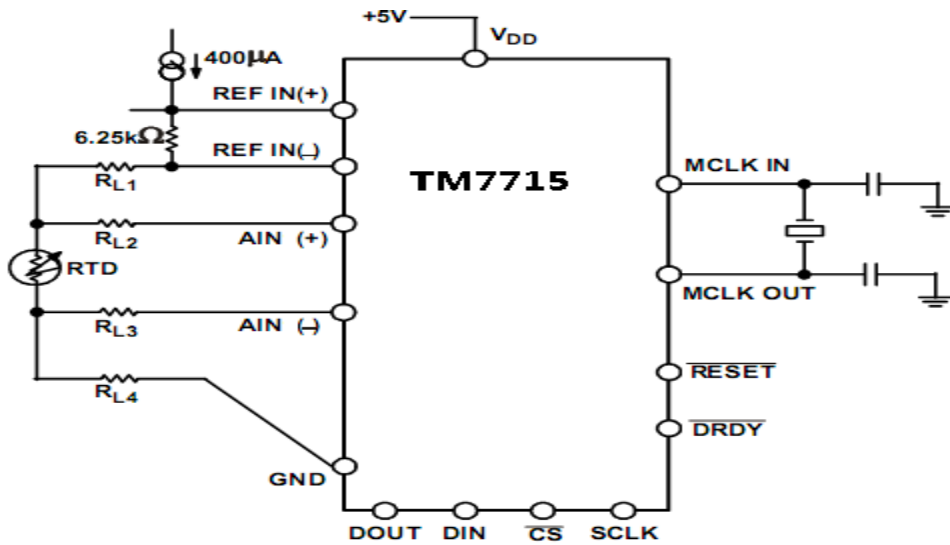 +5V
VDD
400μA
REF IN(+)
6.25kΩ
REF IN(–)
RL1
TM7715
MCLK IN
RL2
AIN (+)
RTD
MCLK OUT
RL3
AIN (–)
RESET
RL4
DRDY
GND
DOUT DIN CS SCLK